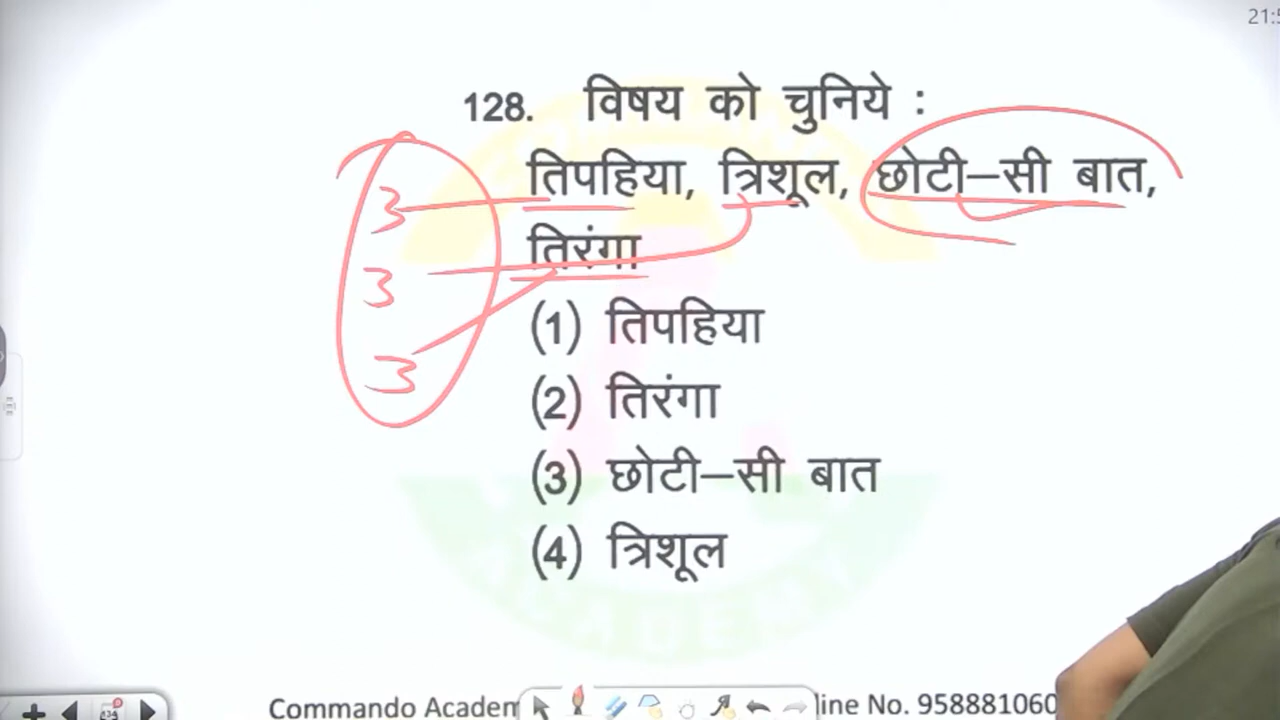 21:5
128. विषय को चुनिये :
तिपहिया, त्रिशूल, छोटी–सी बात,
तिरंगा
(1) तिपहिया
(2) तिरंगा
(3) छोटी–सी बात
(4) त्रिशूल
3
3
3
Commando Academ
line No. 958881060